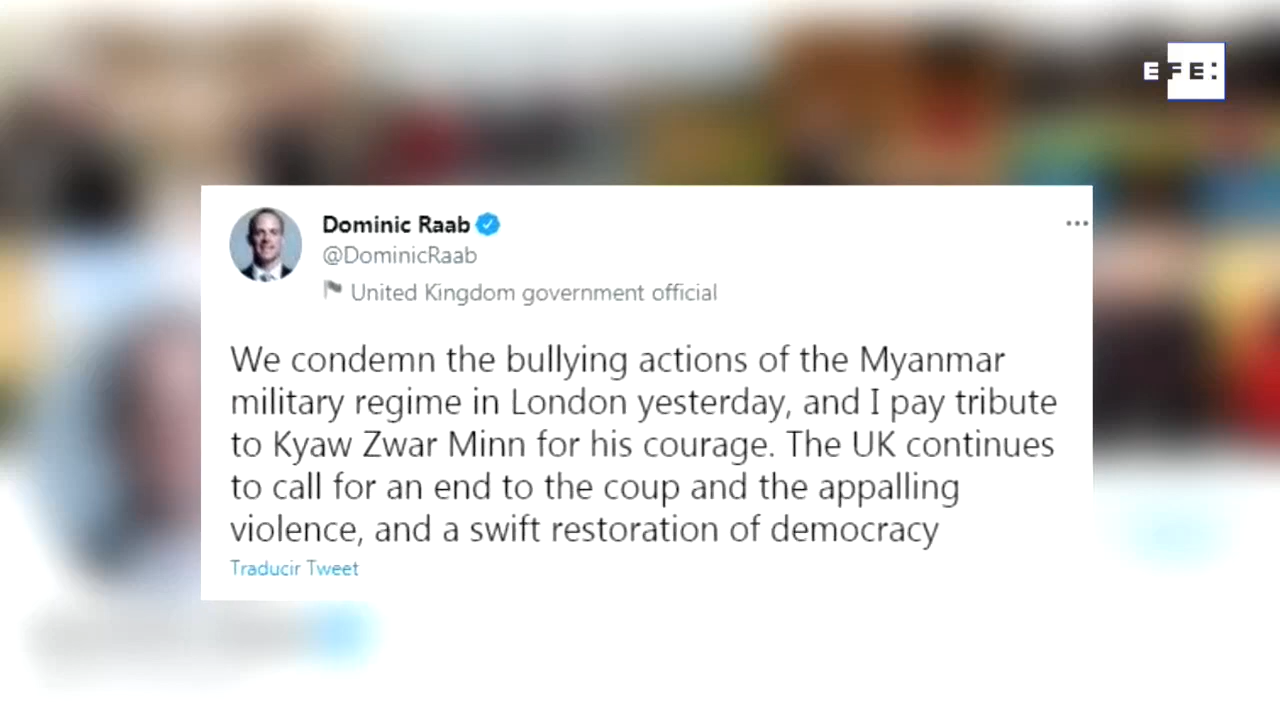 EFE:
Dominic Raab
@DominicRaab
United Kingdom government official
We condemn the bullying actions of the Myanmar
military regime in London yesterday, and I pay tribute
to Kyaw Zwar Minn for his courage. The UK continues
to call for an end to the coup and the appalling
violence, and a swift restoration of democracy
Traducir Tweet